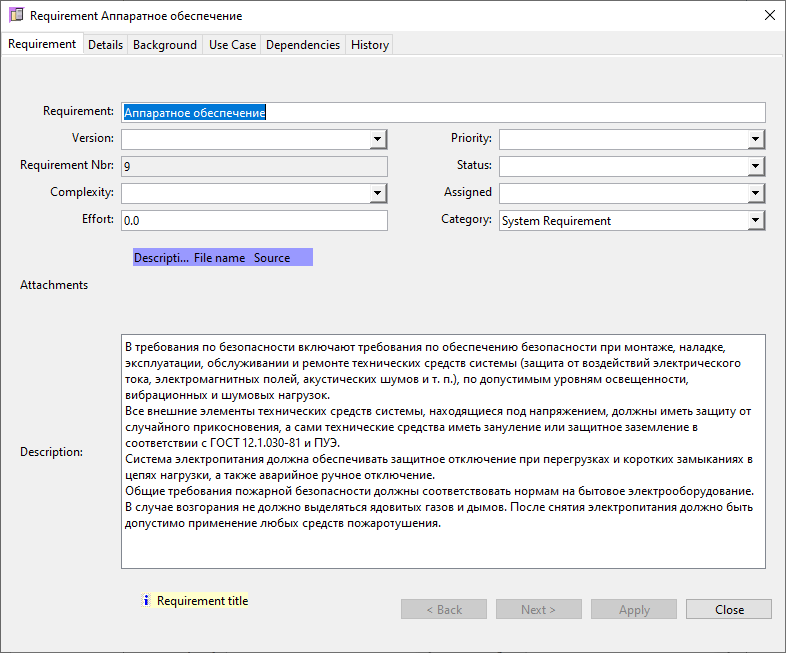 Requirement Аппаратное обеспечение
Requirement Details Background Use Case Dependencies History
Requirement: Аппаратное обеспечение
Version: Priority:
Requirement Nbr: 9 Status:
Complexity: Assigned
Effort: 0.0 Category: System Requirement
Descripti... File name Source
Attachments
В требования по безопасности включают требования по обеспечению безопасности при монтаже, наладке,
эксплуатации, обслуживании и ремонте технических средств системы (защита от воздействий электрического
тока, электромагнитных полей, акустических шумов и т. п.), по допустимым уровням освещенности,
вибрационных и шумовых нагрузок.
Все внешние элементы технических средств системы, находящиеся под напряжением, должны иметь защиту от
случайного прикосновения, а сами технические средства иметь зануление или защитное заземление в
соответствии с ГОСТ 12.1.030-81 и ПУЭ.
Система электропитания должна обеспечивать защитное отключение при перегрузках и коротких замыканиях в
цепях нагрузки, а также аварийное ручное отключение.
Общие требования пожарной безопасности должны соответствовать нормам на бытовое электрооборудование.
В случае возгорания не должно выделяться ядовитых газов и дымов. После снятия электропитания должно быть
допустимо применение любых средств пожаротушения.
Description:
Requirement title
< Back Next > Apply Close